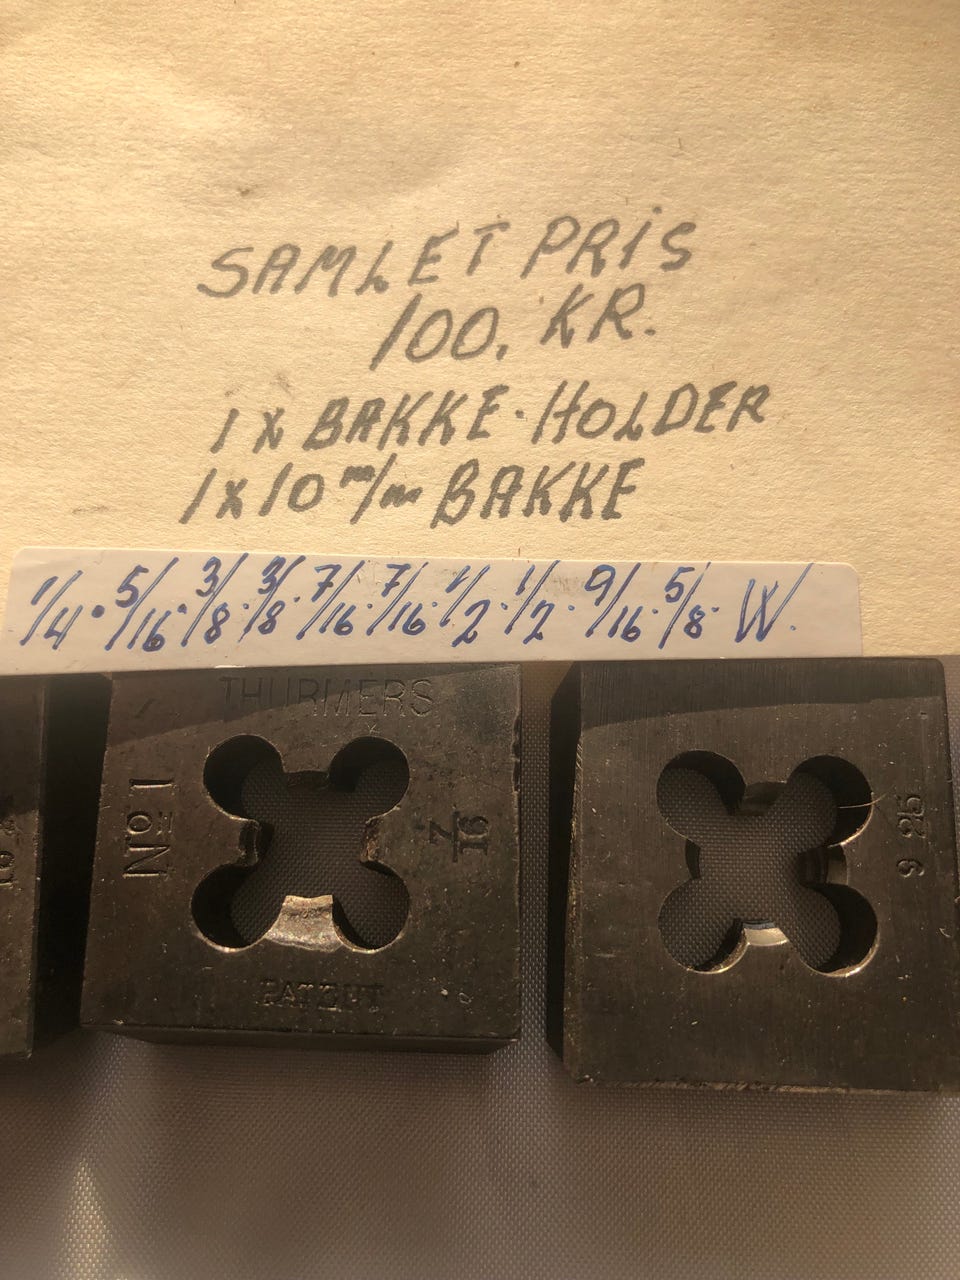 SAMLET PRIS
100, KR.
1 X BAKKE-HOLDER
1 x 10 m/m BAKKE
1/4 • 5/16 • 3/8 • 3/8 • 7/16 • 7/16 • 1/2 • 1/2 • 9/16 • 5/8 • W.
THÜRMERS
No 1
7/16
PATENT
9 25